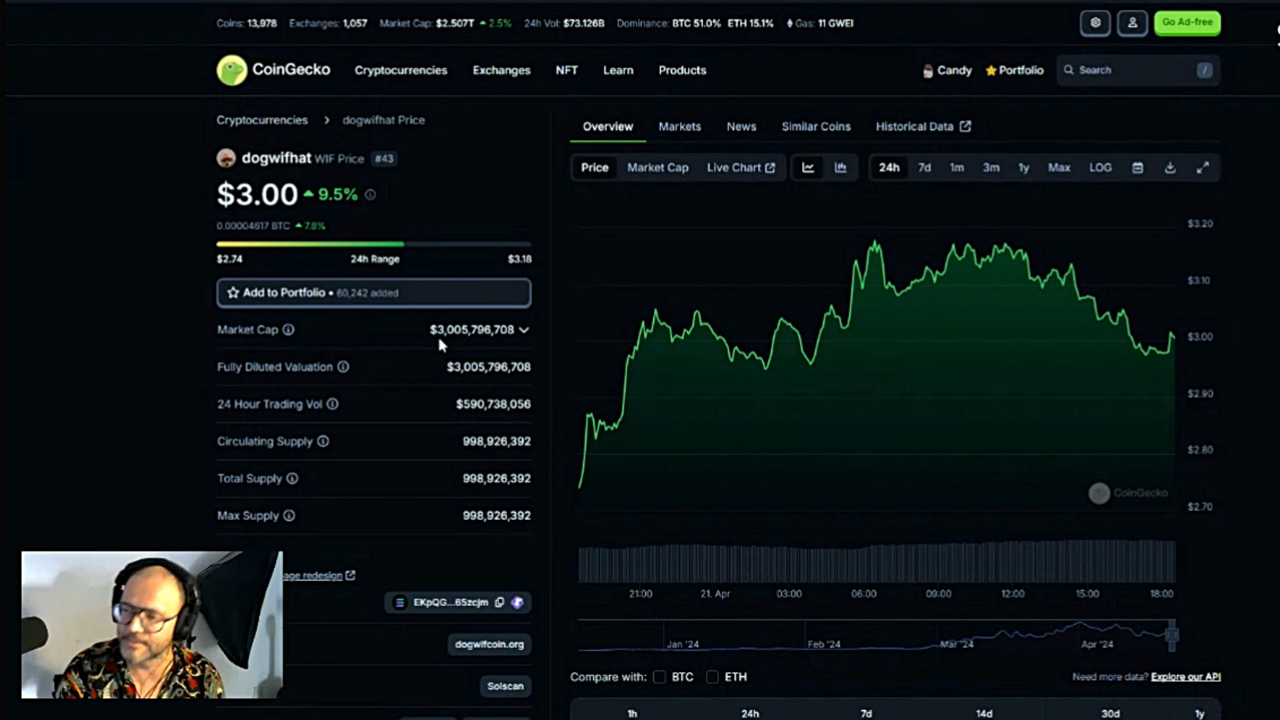 Coins: 13,978 Exchanges: 1,057 Market Cap: $2.507T 2.5% 24h Vol: $73.126B Dominance: BTC 51.0% ETH 15.1% Gas: 11 GWEI
Go Ad-free
CoinGecko Cryptocurrencies Exchanges NFT Learn Products
Candy Portfolio Search /
Cryptocurrencies > dogwifhat Price
dogwifhat WIF Price #43
$3.00 9.5%
0.00004617 BTC 7.8%
$2.74 24h Range $3.18
Add to Portfolio • 60,242 added
Market Cap $3,005,796,708
Fully Diluted Valuation $3,005,796,708
24 Hour Trading Vol $590,738,056
Circulating Supply 998,926,392
Total Supply 998,926,392
Max Supply 998,926,392
age redesign
EKpQG...65zcjm
dogwifcoin.org
Solscan
Overview Markets News Similar Coins Historical Data
Price Market Cap Live Chart 24h 7d 1m 3m 1y Max LOG
$3.20
$3.10
$3.00
$2.90
$2.80
$2.70
CoinGecko
21:00 21. Apr 03:00 06:00 09:00 12:00 15:00 18:00
Jan '24 Feb '24 Mar '24 Apr '24
Compare with: BTC ETH Need more data? Explore our API
1h 24h 7d 14d 30d 1y